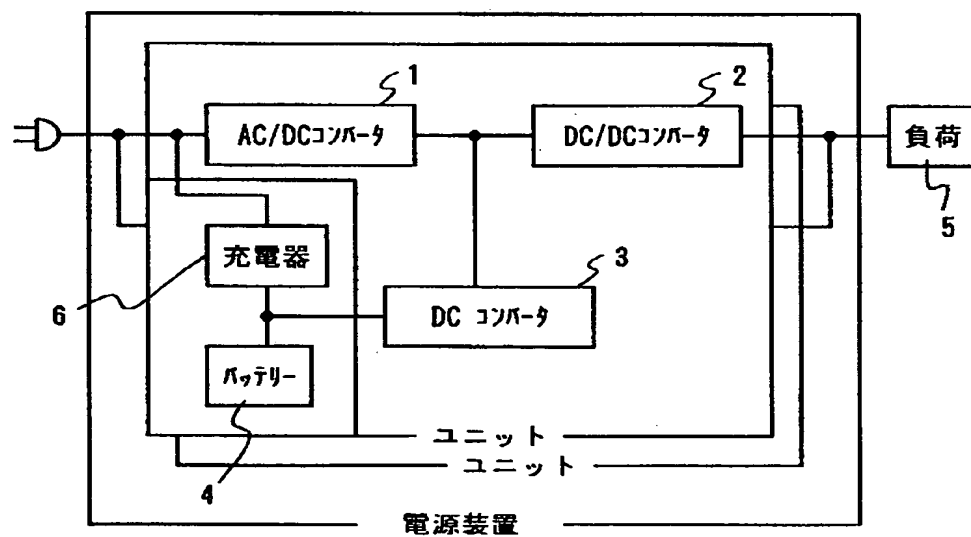 1
2
AC/DCコンバータ
DC/DCコンバータ
負荷
5
充電器
3
6
DC コンバータ
バッテリー
ユニット
ユニット
4
電源装置